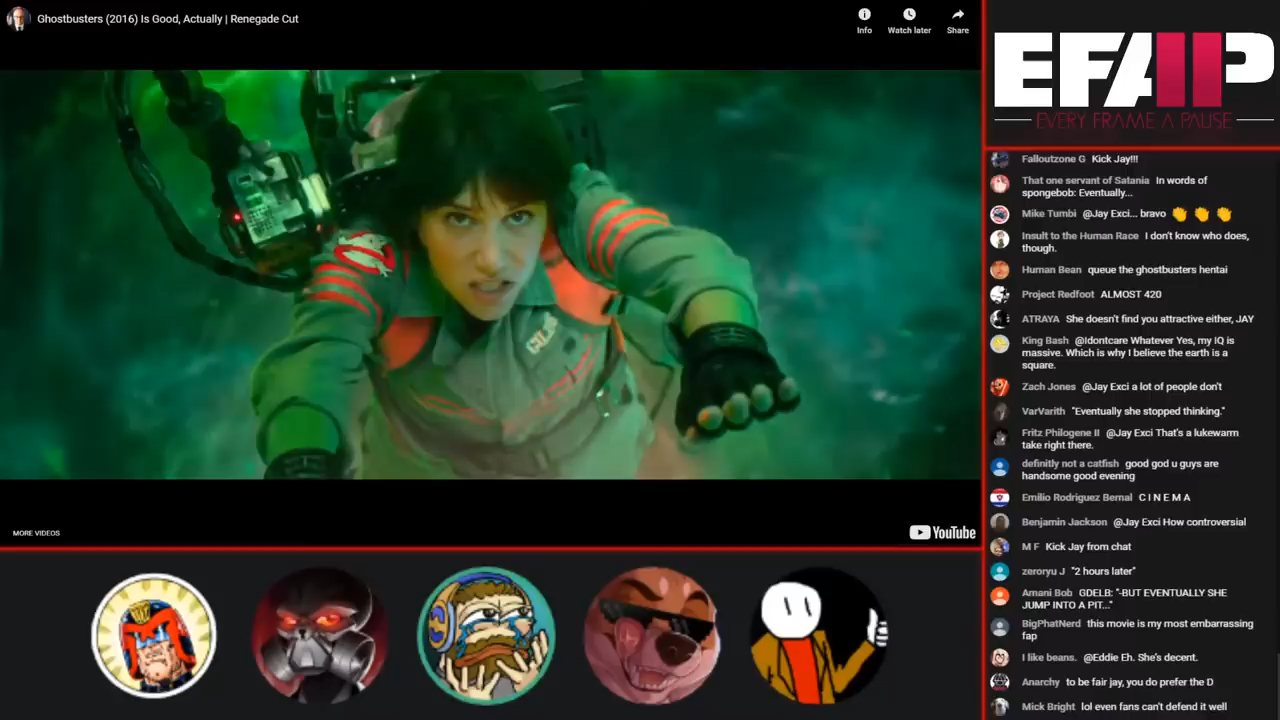 Ghostbusters (2016) Is Good, Actually | Renegade Cut
Info
Watch later
Share
MORE VIDEOS
YouTube
EFAP
EVERY FRAME A PAUSE
Falloutzone G Kick Jay!!!
That one servant of Satania In words of
spongebob: Eventually...
Mike Tumbi @Jay Exci... bravo 👏 👏 👏
Insult to the Human Race I don't know who does,
though.
Human Bean queue the ghostbusters hentai
Project Redfoot ALMOST 420
ATRAYA She doesn't find you attractive either, JAY
King Bash @Idontcare Whatever Yes, my IQ is
massive. Which is why I believe the earth is a
square.
Zach Jones @Jay Exci a lot of people don't
VarVarith "Eventually she stopped thinking."
Fritz Philogene II @Jay Exci That's a lukewarm
take right there.
definitly not a catfish good god u guys are
handsome good evening
Emilio Rodriguez Bernal C I N E M A
Benjamin Jackson @Jay Exci How controversial
M F Kick Jay from chat
zeroryu J "2 hours later"
Amani Bob GDELB: "-BUT EVENTUALLY SHE
JUMP INTO A PIT..."
BigPhatNerd this movie is my most embarrassing
fap
I like beans. @Eddie Eh. She's decent.
Anarchy to be fair jay, you do prefer the D
Mick Bright lol even fans can't defend it well